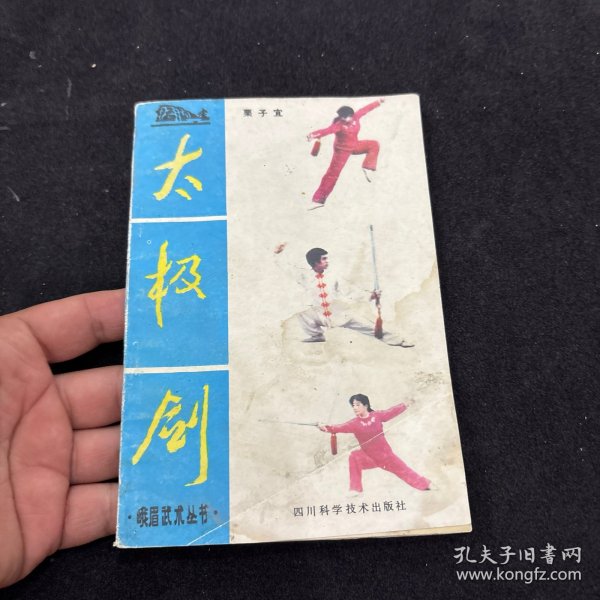 栗子宜
太
极
剑
·峨眉武术丛书·
四川科学技术出版社
孔夫子旧书网
www.kongfz.com